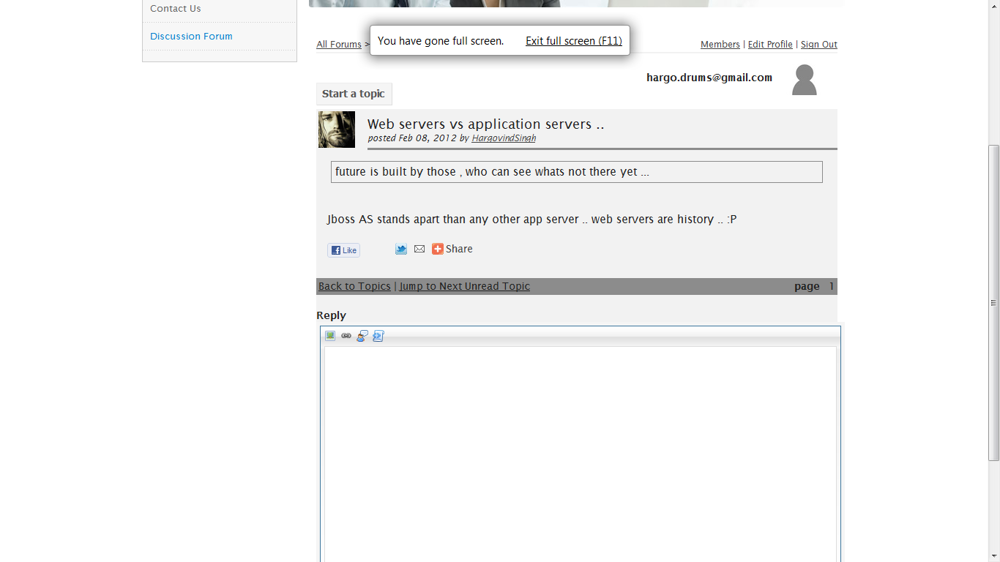 Contact Us
Discussion Forum
You have gone full screen. Exit full screen (F11)
All Forums >
Members | Edit Profile | Sign Out
hargo.drums@gmail.com
Start a topic
Web servers vs application servers ..
posted Feb 08, 2012 by HargovindSingh
future is built by those , who can see whats not there yet ...
Jboss AS stands apart than any other app server .. web servers are history .. :P
Like
Share
Back to Topics | Jump to Next Unread Topic
page 1
Reply